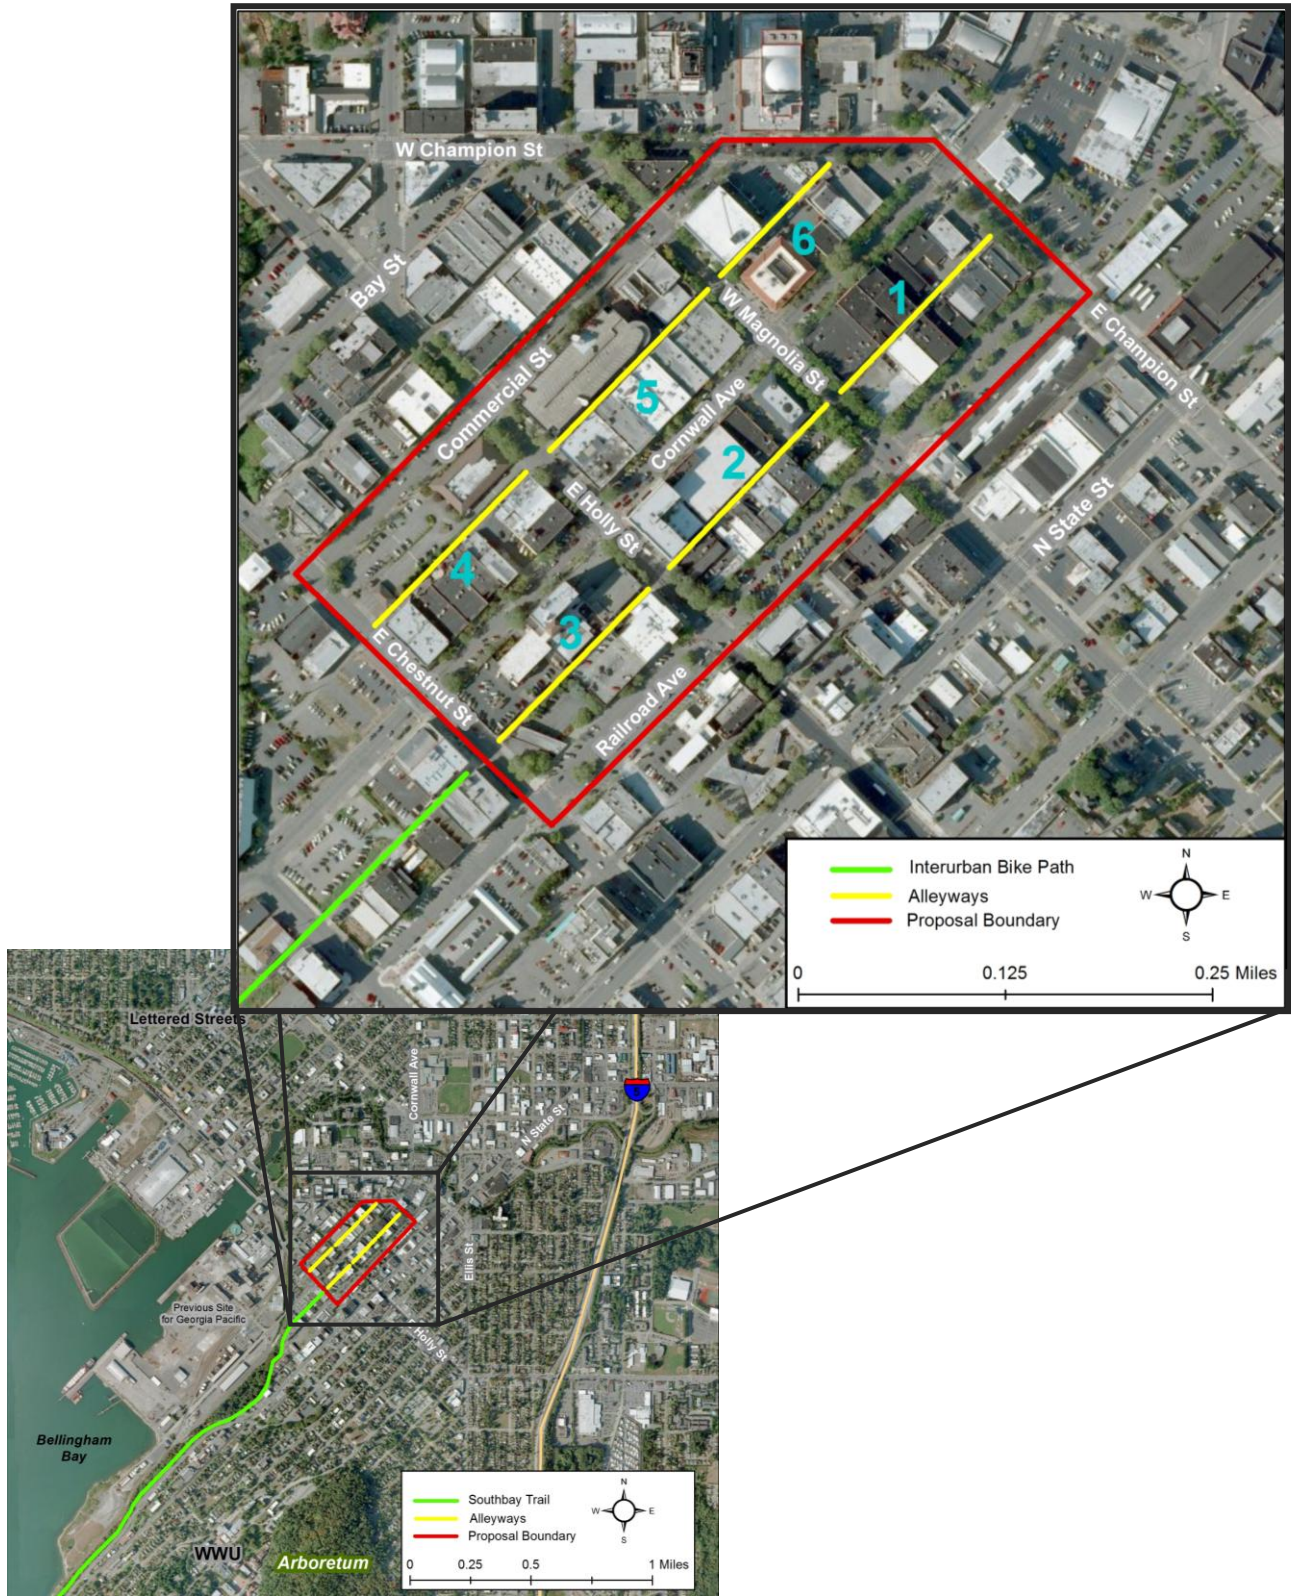 W Champion St
6
Bay St
1
W Magnolia St
E Champion St
Commercial St
5
Cornwall Ave
2
E Holly St
N State St
4
3
E Chestnut St
Railroad Ave
Interurban Bike Path
Alleyways
Proposal Boundary
N
W
E
S
0 0.125 0.25 Miles
Lettered Streets
Cornwall Ave
N State St
Ellis St
Previous Site
for Georgia Pacific
Holly St
Bellingham
Bay
WWU
Arboretum
Southbay Trail
Alleyways
Proposal Boundary
N
W
E
S
0 0.25 0.5 1 Miles